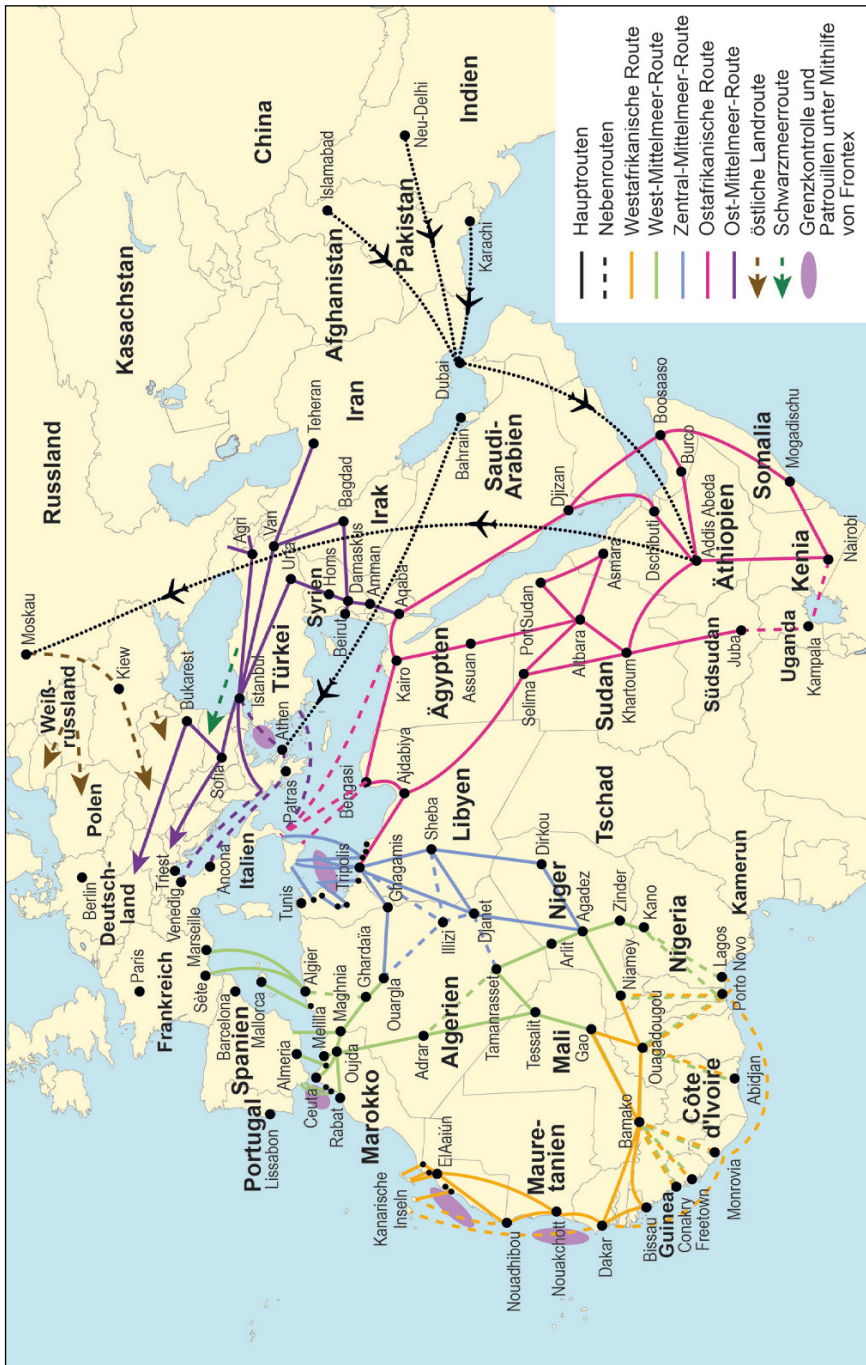 Russland
Kasachstan
China
Moskau
Weiß-
russland
Kiew
Polen
Berlin
Deutsch-
land
Paris
Frankreich
Bukarest
Sofia
Triest
Venedig
Ancona
Italien
Marseille
Sète
Barcelona
Mallorca
Spanien
Portugal
Lissabon
Almeria
Istanbul
Türkei
Athen
Patras
Agri
Van
Urfa
Teheran
Iran
Afghanistan
Islamabad
Pakistan
Neu-Delhi
Indien
Karachi
Syrien
Homs
Damaskus
Beirut
Amman
Aqaba
Bagdad
Irak
Dubai
Bahrain
Saudi-
Arabien
Djizan
Tunis
Algier
Melilla
Ceuta
Maghnia
Oujda
Rabat
Marokko
Ghardaïa
Ouargla
Ghagamis
Tripolis
Bengasi
Ajdabiya
Kairo
Ägypten
Assuan
Libyen
Sheba
Illizi
Djanet
Algerien
Adrar
Tamanrasset
Kanarische
Inseln
ElAaiún
Maure-
tanien
Nouadhibou
Nouakchott
Dakar
Bissau
Guinea
Conakry
Freetown
Monrovia
Mali
Tessalit
Gao
Bamako
Ouagadougou
Côte
d'Ivoire
Abidjan
Niger
Arlit
Agadez
Dirkou
Niamey
Zinder
Kano
Nigeria
Lagos
Porto Novo
Kamerun
Tschad
Selima
PortSudan
Altbara
Asmara
Sudan
Khartoum
Südsudan
Juba
Uganda
Kampala
Kenia
Nairobi
Äthiopien
Addis Abeda
Dschibuti
Boosaaso
Burco
Somalia
Mogadischu
Hauptrouten
Nebenrouten
Westafrikanische Route
West-Mittelmeer-Route
Zentral-Mittelmeer-Route
Ostafrikanische Route
Ost-Mittelmeer-Route
östliche Landroute
Schwarzmeerroute
Grenzkontrolle und
Patrouillen unter Mithilfe
von Frontex